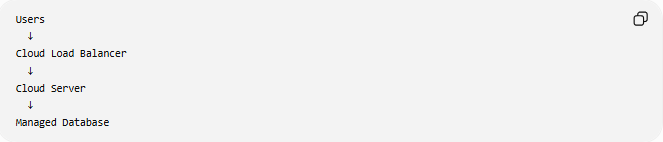 Users
↓
Cloud Load Balancer
↓
Cloud Server
↓
Managed Database